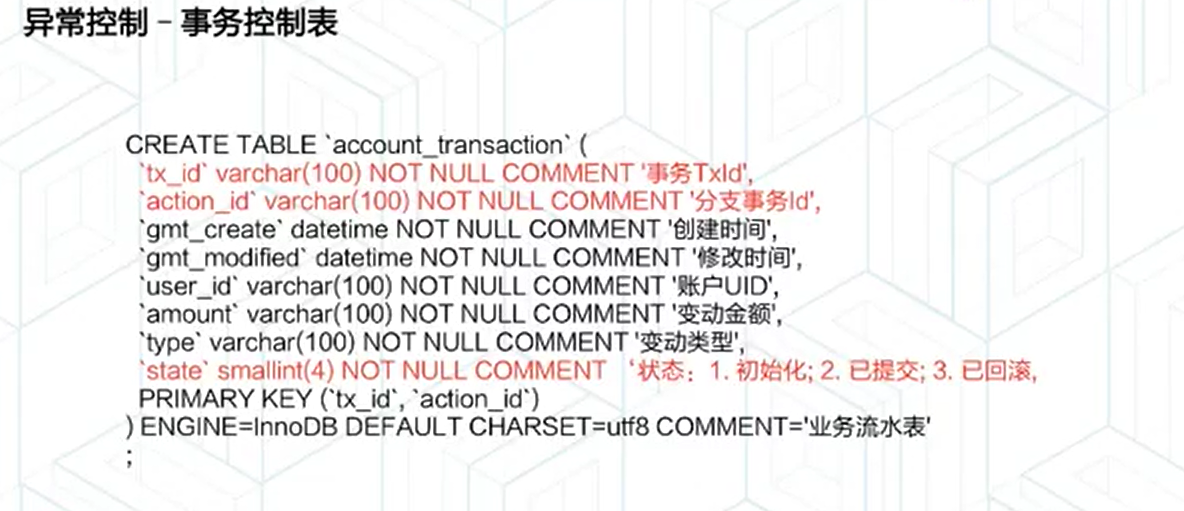 异常控制 - 事务控制表
CREATE TABLE `account_transaction` (
`tx_id` varchar(100) NOT NULL COMMENT '事务TxId',
`action_id` varchar(100) NOT NULL COMMENT '分支事务Id',
`gmt_create` datetime NOT NULL COMMENT '创建时间',
`gmt_modified` datetime NOT NULL COMMENT '修改时间',
`user_id` varchar(100) NOT NULL COMMENT '账户UID',
`amount` varchar(100) NOT NULL COMMENT '变动金额',
`type` varchar(100) NOT NULL COMMENT '变动类型',
`state` smallint(4) NOT NULL COMMENT ‘状态：1. 初始化; 2. 已提交; 3. 已回滚,
PRIMARY KEY (`tx_id`, `action_id`)
) ENGINE=InnoDB DEFAULT CHARSET=utf8 COMMENT='业务流水表'
;